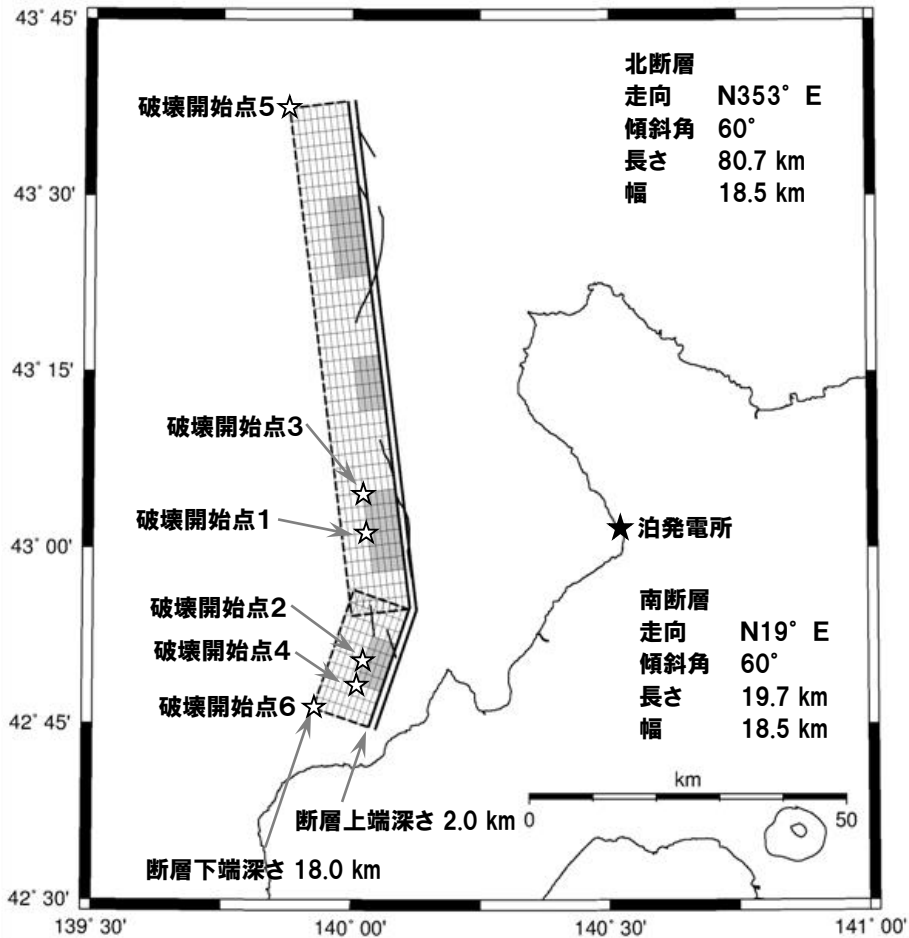 43° 45'
北断層
走向 N353° E
傾斜角 60°
長さ 80.7 km
幅 18.5 km
破壊開始点5
43° 30'
43° 15'
破壊開始点3
破壊開始点1
泊発電所
43° 00'
破壊開始点2
破壊開始点4
破壊開始点6
南断層
走向 N19° E
傾斜角 60°
長さ 19.7 km
幅 18.5 km
42° 45'
km
0 50
断層上端深さ 2.0 km
断層下端深さ 18.0 km
42° 30'
139° 30' 140° 00' 140° 30' 141° 00'